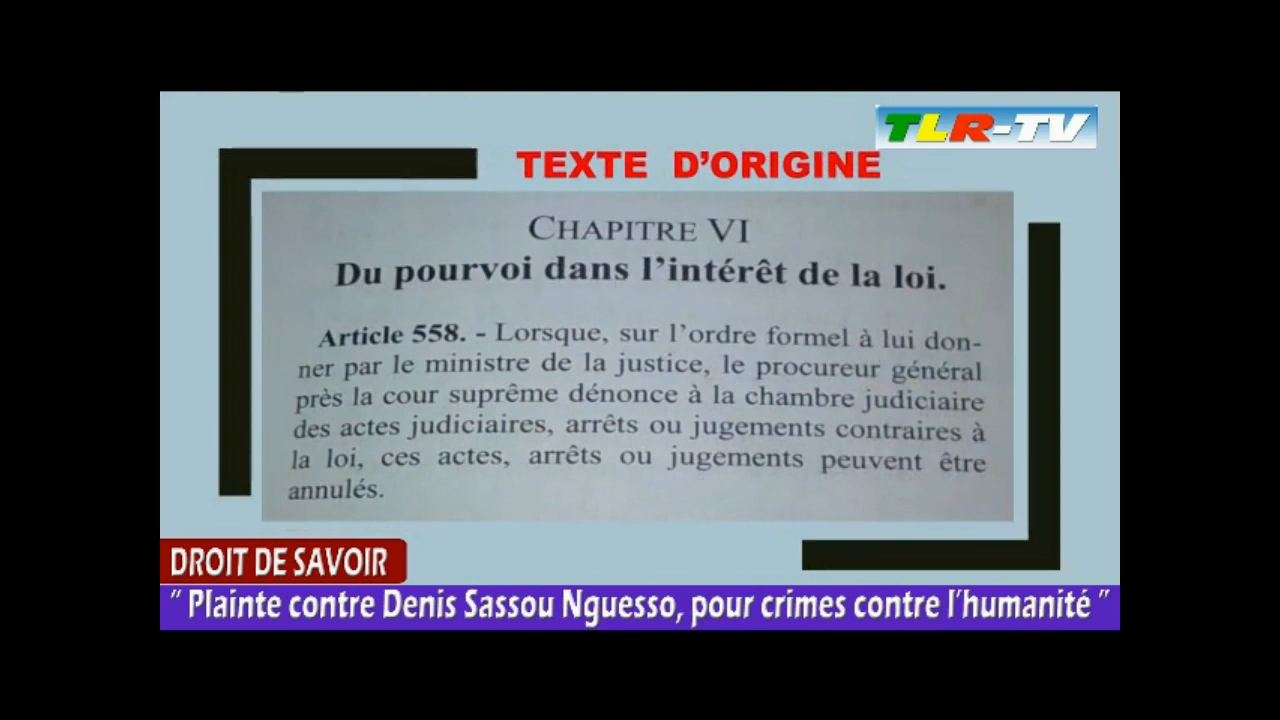 TLR-TV
TEXTE D’ORIGINE
CHAPITRE VI
Du pourvoi dans l’intérêt de la loi.
Article 558. - Lorsque, sur l’ordre formel à lui don-
ner par le ministre de la justice, le procureur général
près la cour suprême dénonce à la chambre judiciaire
des actes judiciaires, arrêts ou jugements contraires à
la loi, ces actes, arrêts ou jugements peuvent être
annulés.
DROIT DE SAVOIR
" Plainte contre Denis Sassou Nguesso, pour crimes contre l'humanité "